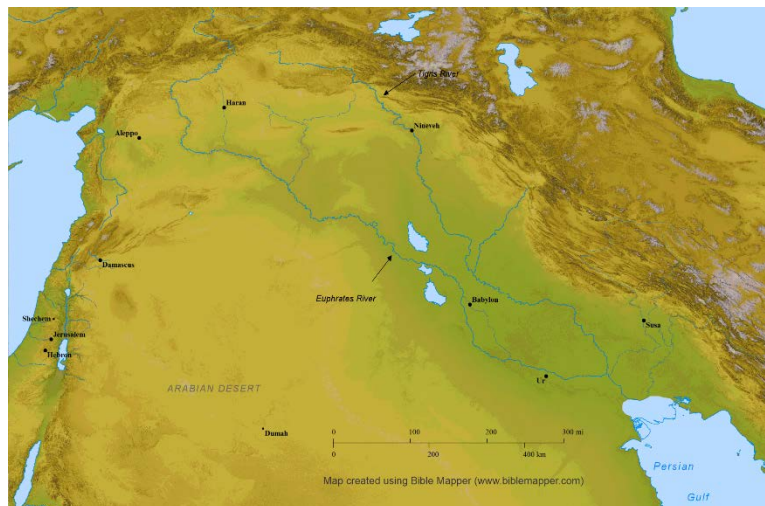 Tigris River
Haran
Nineveh
Aleppo
Damascus
Euphrates River
Babylon
Shechem
Susa
Jerusalem
Hebron
Ur
ARABIAN DESERT
Dumah
0 100 200 300 mi
0 200 400 km
Persian
Gulf
Map created using Bible Mapper (www.biblemapper.com)